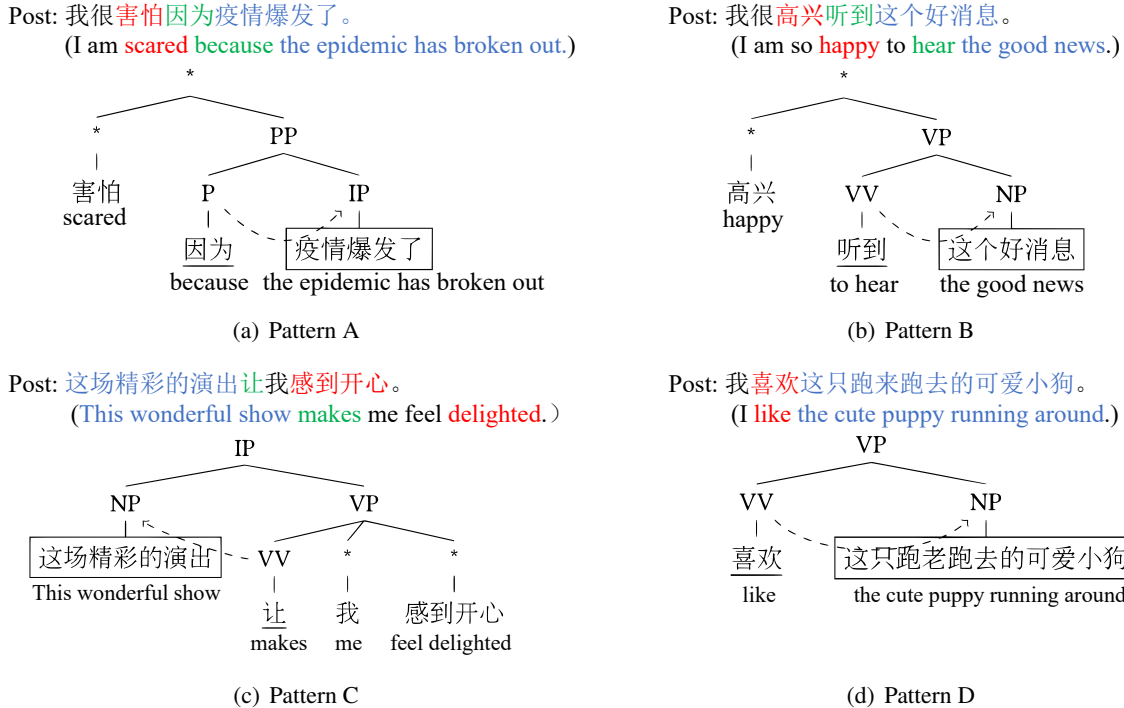 Post: 我很害怕因为疫情爆发了。
(I am scared because the epidemic has broken out.)
*
* PP
害怕 P IP
scared
因为 疫情爆发了
because the epidemic has broken out
(a) Pattern A
Post: 我很高兴听到这个好消息。
(I am so happy to hear the good news.)
*
* VP
高兴 VV NP
happy
听到 这个好消息
to hear the good news
(b) Pattern B
Post: 这场精彩的演出让我感到开心。
(This wonderful show makes me feel delighted.）
IP
NP VP
这场精彩的演出 VV * *
This wonderful show
让 我 感到开心
makes me feel delighted
(c) Pattern C
Post: 我喜欢这只跑来跑去的可爱小狗。
(I like the cute puppy running around.)
VP
VV NP
喜欢 这只跑老跑去的可爱小狗
like the cute puppy running around
(d) Pattern D